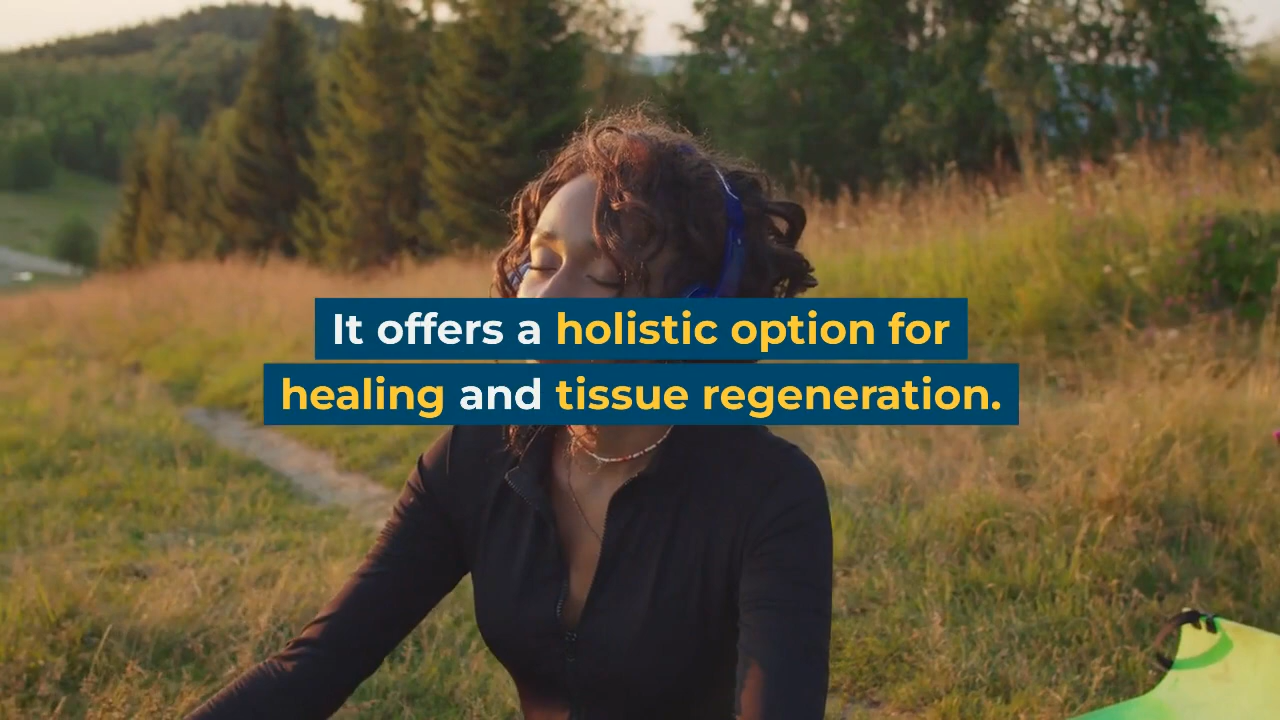 It offers a holistic option for
healing and tissue regeneration.